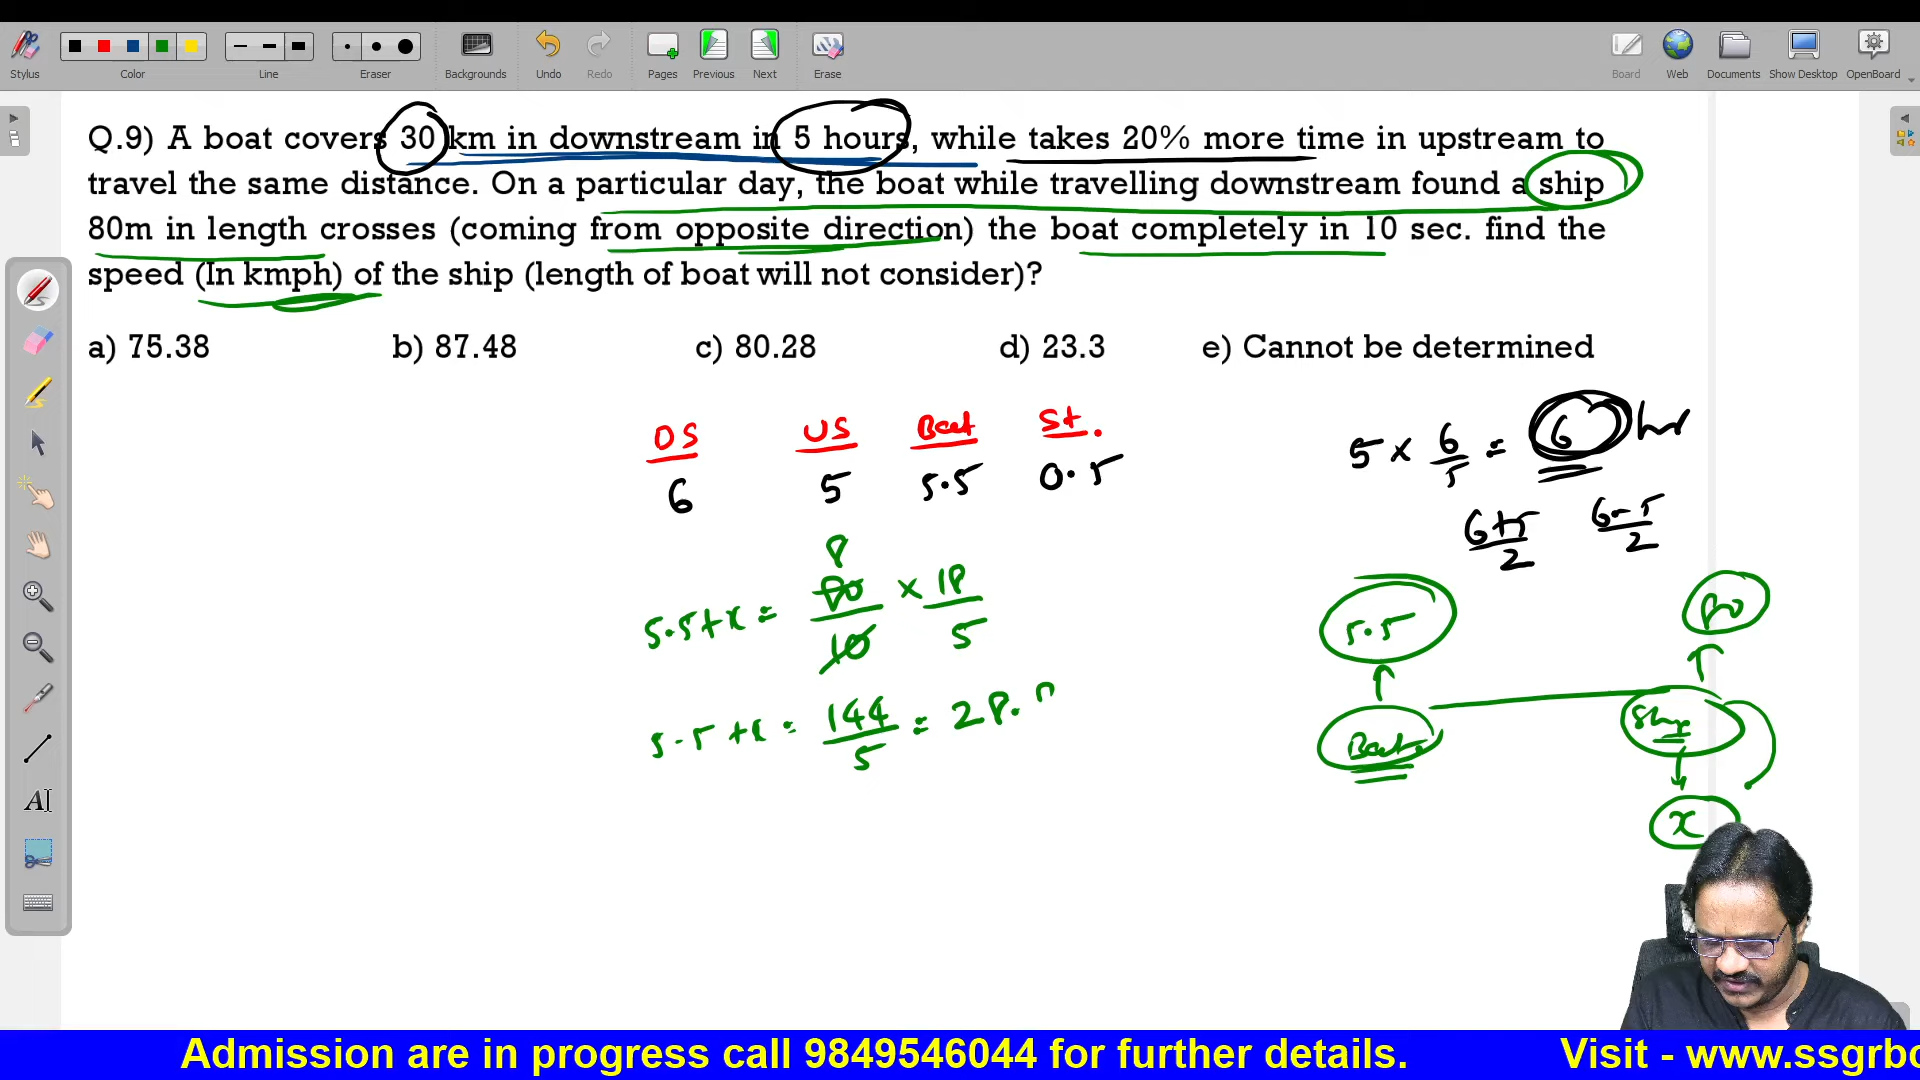 Stylus
Color
Line
Eraser
Backgrounds
Undo
Redo
Pages
Previous
Next
Erase
Board
Web
Documents
Show Desktop
OpenBoard
Q.9) A boat covers 30 km in downstream in 5 hours, while takes 20% more time in upstream to
travel the same distance. On a particular day, the boat while travelling downstream found a ship
80m in length crosses (coming from opposite direction) the boat completely in 10 sec. find the
speed (In kmph) of the ship (length of boat will not consider)?
a) 75.38 b) 87.48 c) 80.28 d) 23.3 e) Cannot be determined
DS US Boat St.
6 5 5.5 0.5
5 × 6/5 = 6 hr
6+5/2 6-5/2
8
5.5+x = 80/10 × 18/5
5.5+x = 144/5 = 28.
5.5 80
Boat Ship
x
Admission are in progress call 9849546044 for further details. Visit - www.ssgrbc